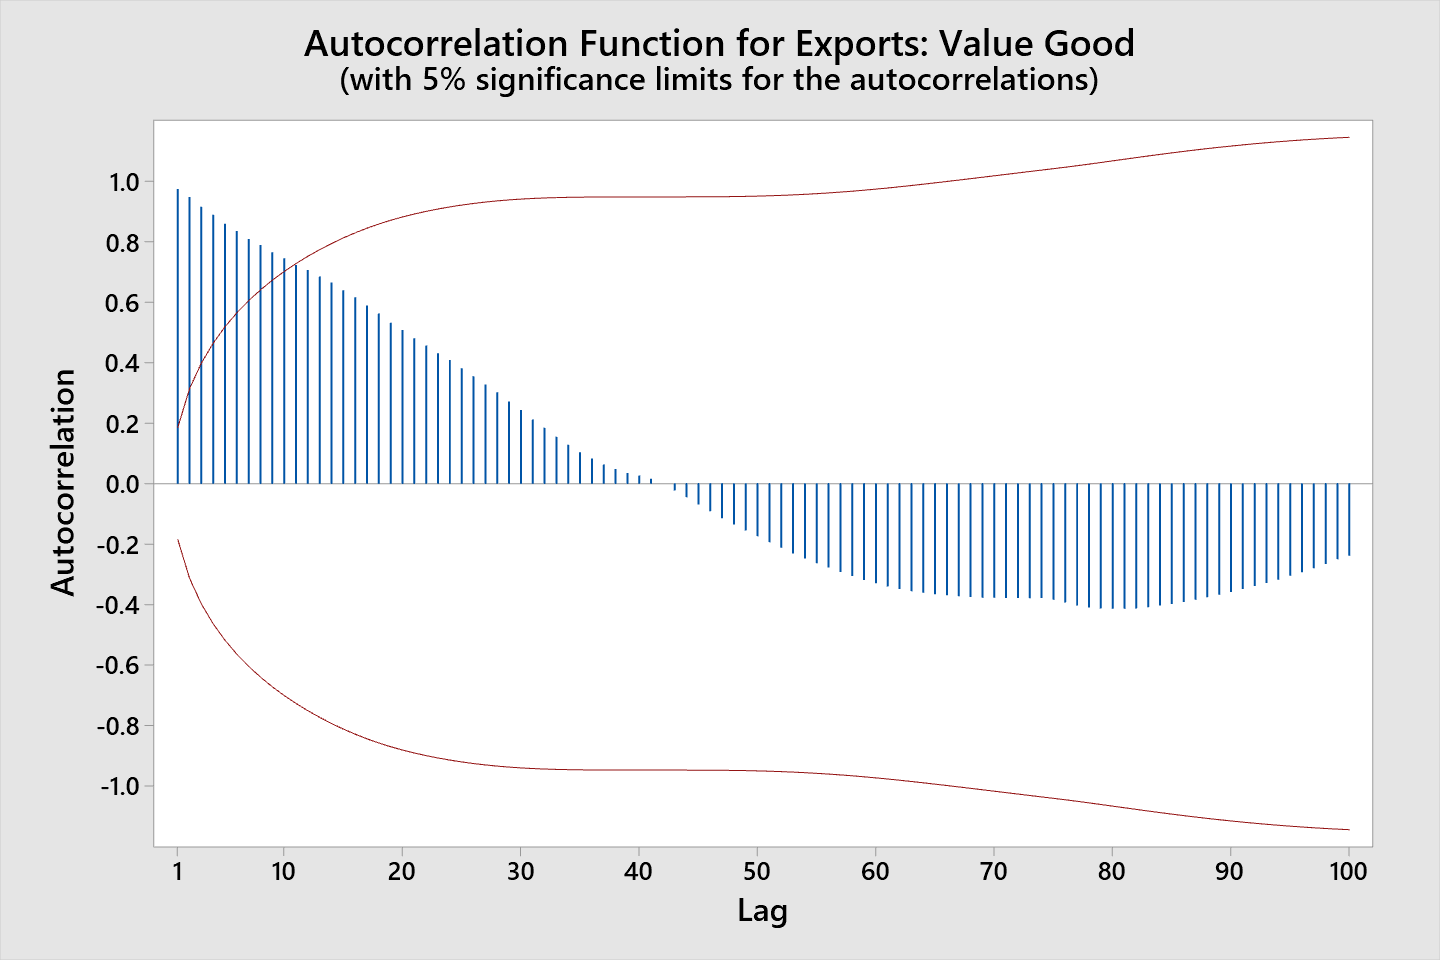 Autocorrelation Function for Exports: Value Good
(with 5% significance limits for the autocorrelations)
1.0
0.8
0.6
0.4
0.2
0.0
-0.2
-0.4
-0.6
-0.8
-1.0
Autocorrelation
1 10 20 30 40 50 60 70 80 90 100
Lag